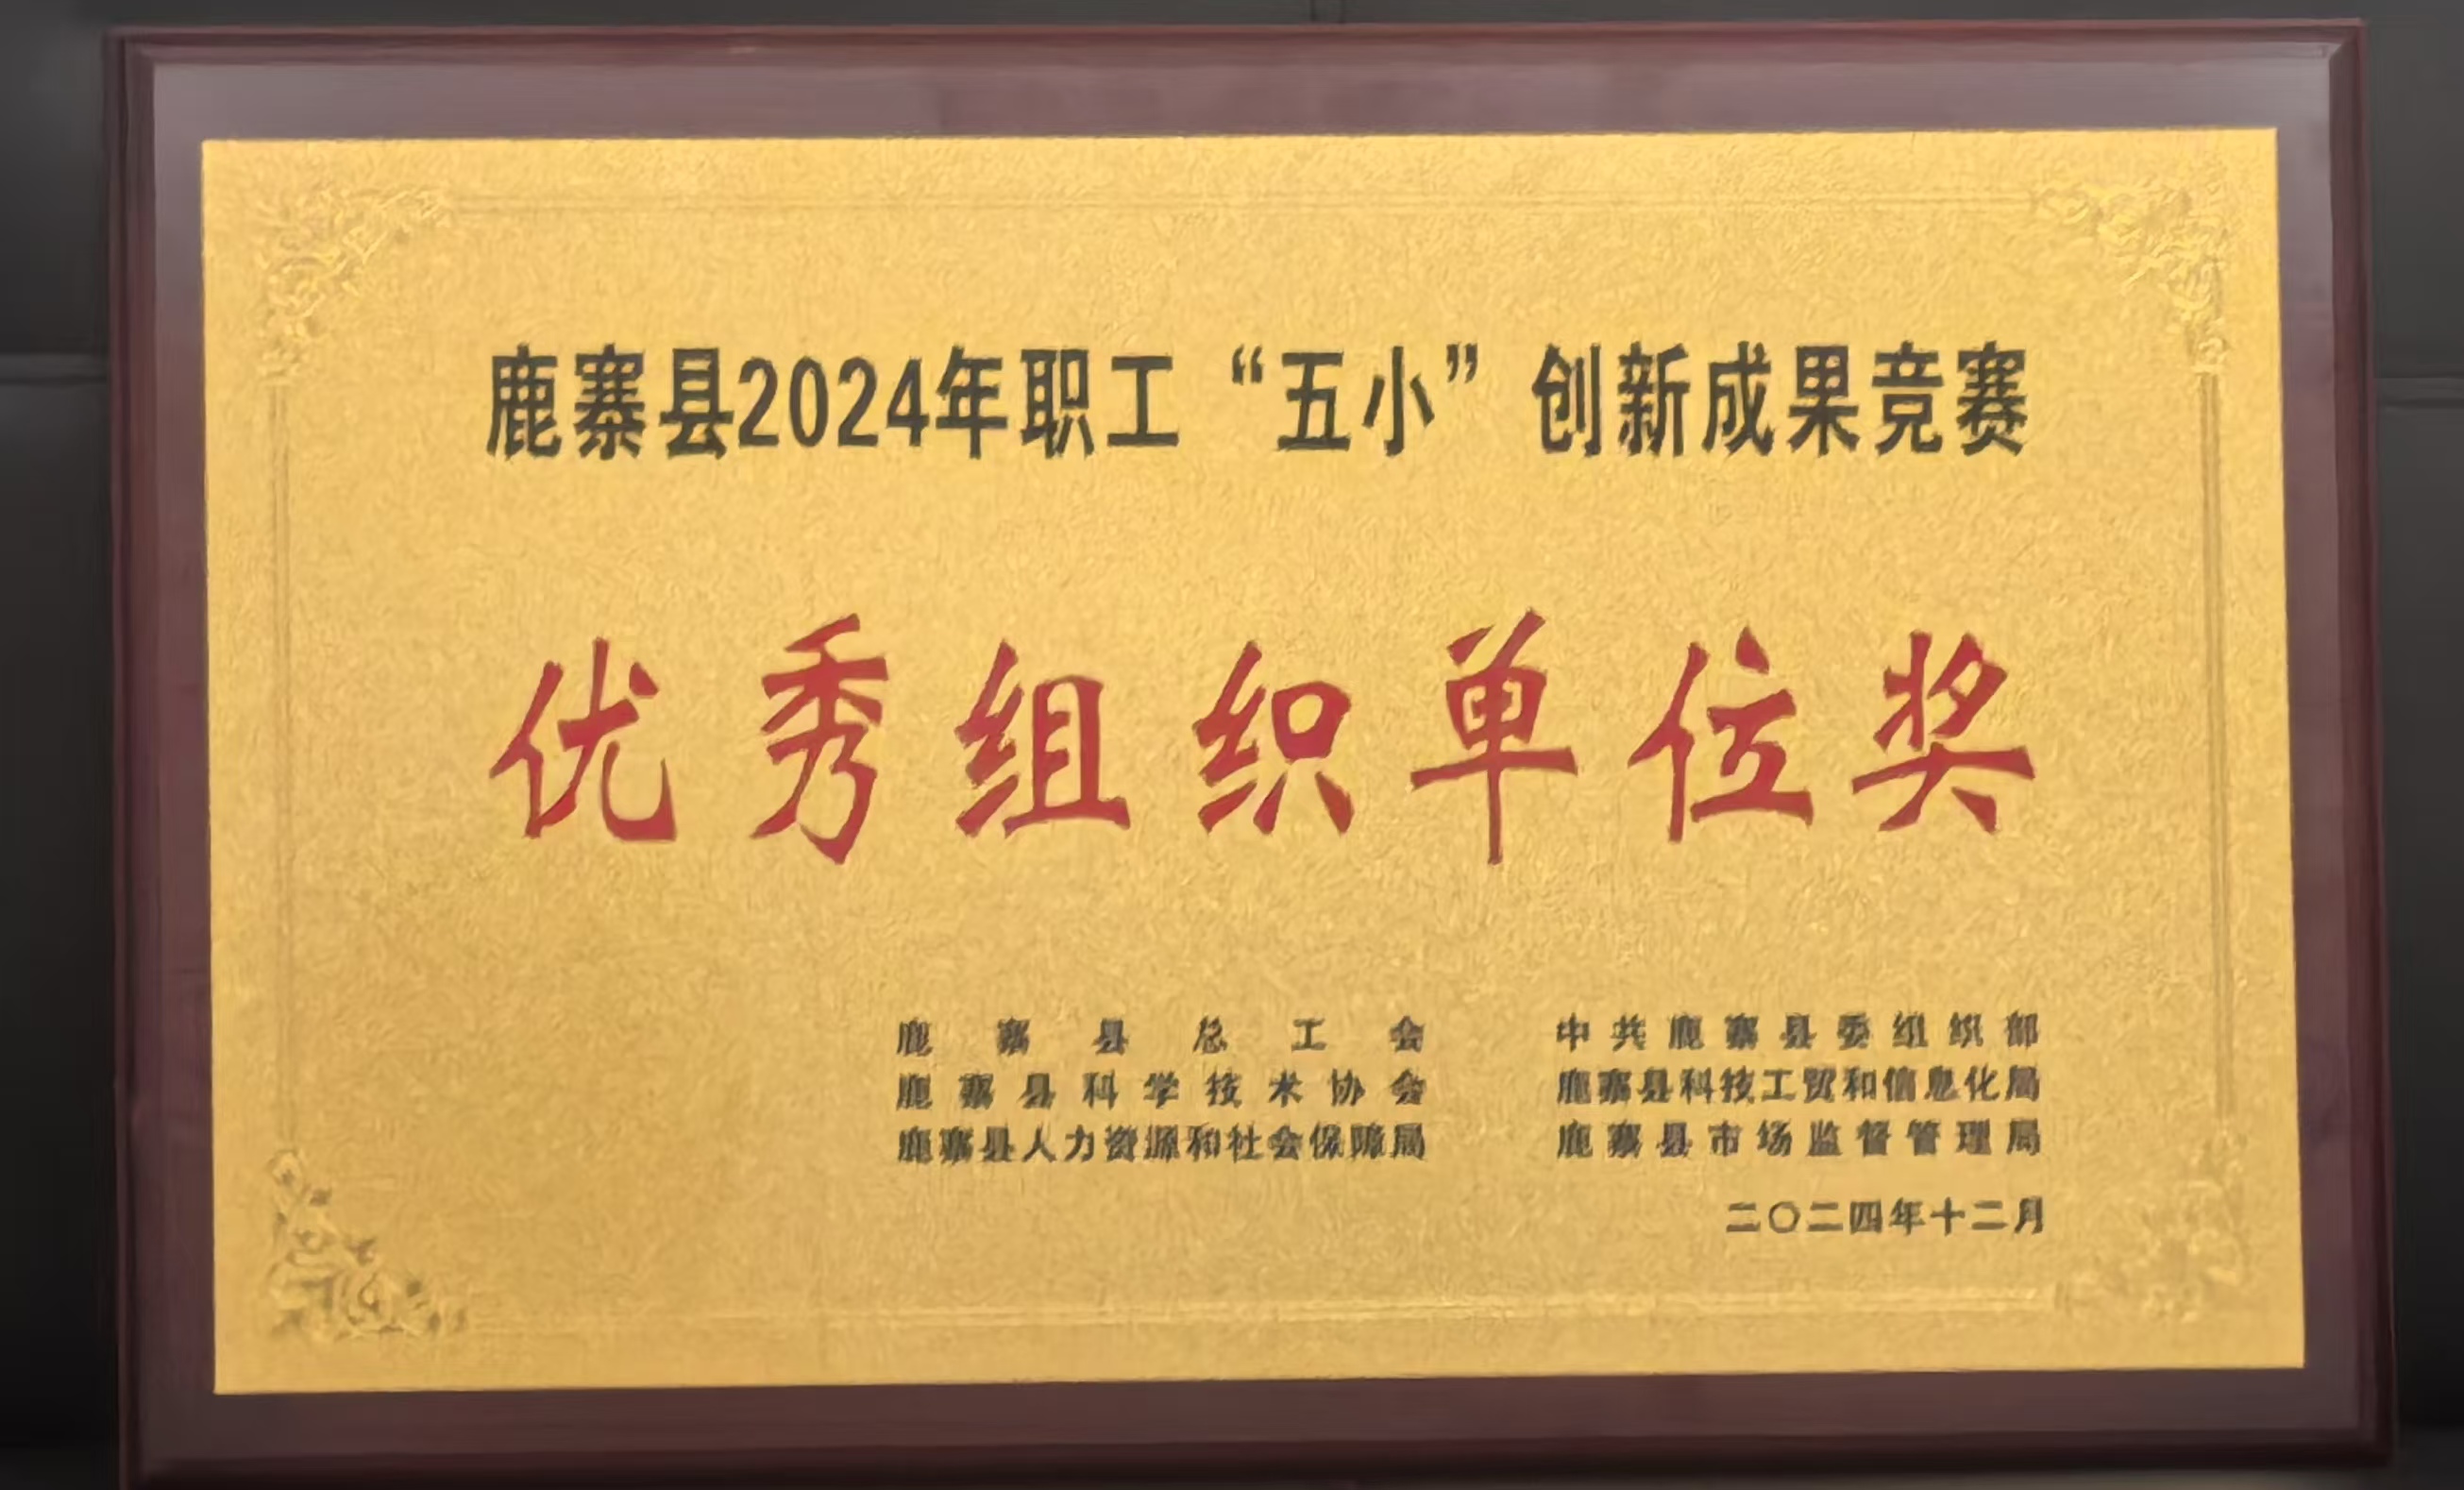 鹿寨县2024年职工“五小”创新成果竞赛
优秀组织单位奖
鹿寨县总工会 中共鹿寨县委组织部
鹿寨县科学技术协会 鹿寨县科技工贸和信息化局
鹿寨县人力资源和社会保障局 鹿寨县市场监督管理局
二〇二四年十二月